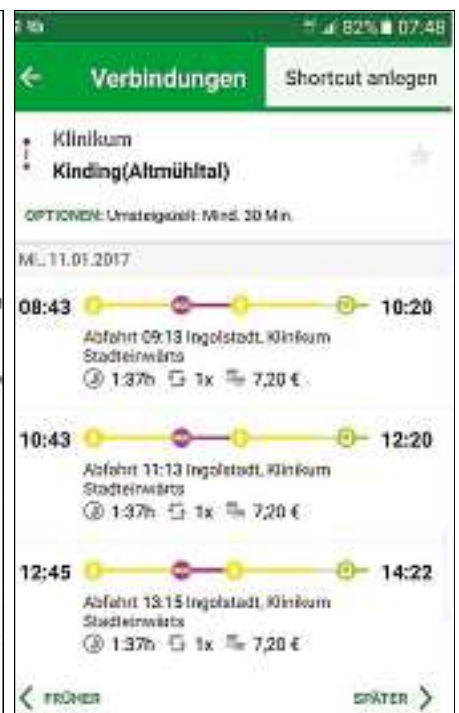 82% 07:48
Verbindungen Shortcut anlegen
Klinikum
Kinding(Altmühltal)
OPTIONEN: Umsteigezeit: Mind. 30 Min.
Mi., 11.01.2017
08:43 10:20
Abfahrt 09:13 Ingolstadt, Klinikum
Stadteinwärts
1:37h 1x 7,20 €
10:43 12:20
Abfahrt 11:13 Ingolstadt, Klinikum
Stadteinwärts
1:37h 1x 7,20 €
12:45 14:22
Abfahrt 13:15 Ingolstadt, Klinikum
Stadteinwärts
1:37h 1x 7,20 €
FRÜHER SPÄTER